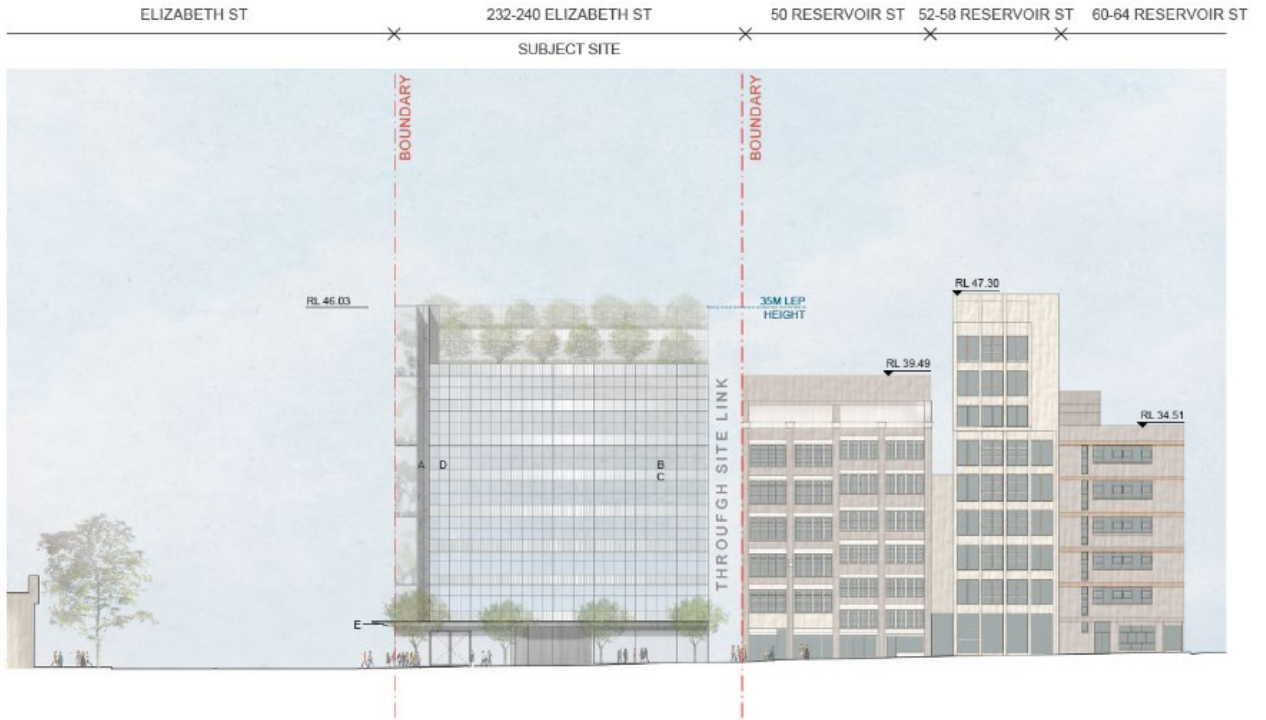 ELIZABETH ST
232-240 ELIZABETH ST
50 RESERVOIR ST
52-58 RESERVOIR ST
60-64 RESERVOIR ST
SUBJECT SITE
BOUNDARY
BOUNDARY
RL 47.30
RL 46.03
35M LEP
HEIGHT
RL 39.49
RL 34.51
THROUFGH SITE LINK
A
D
B
C
E